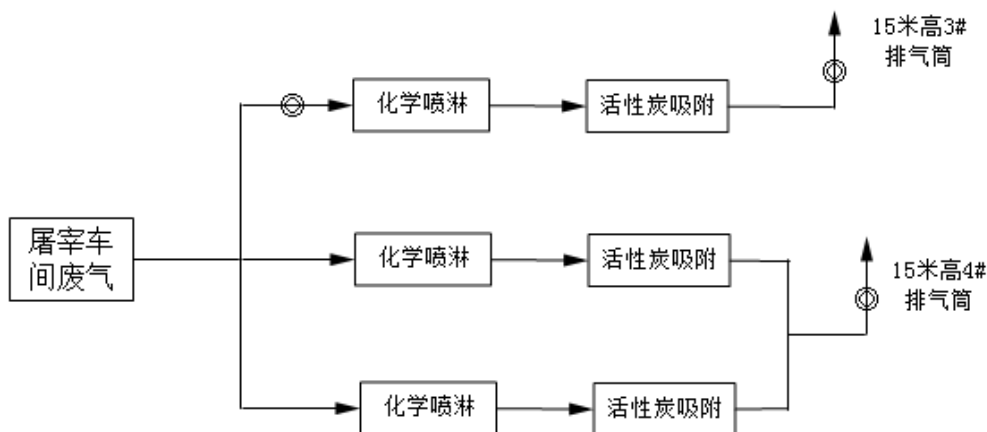 15米高3#
排气筒
化学喷淋
活性炭吸附
屠宰车
间废气
化学喷淋
活性炭吸附
15米高4#
排气筒
化学喷淋
活性炭吸附